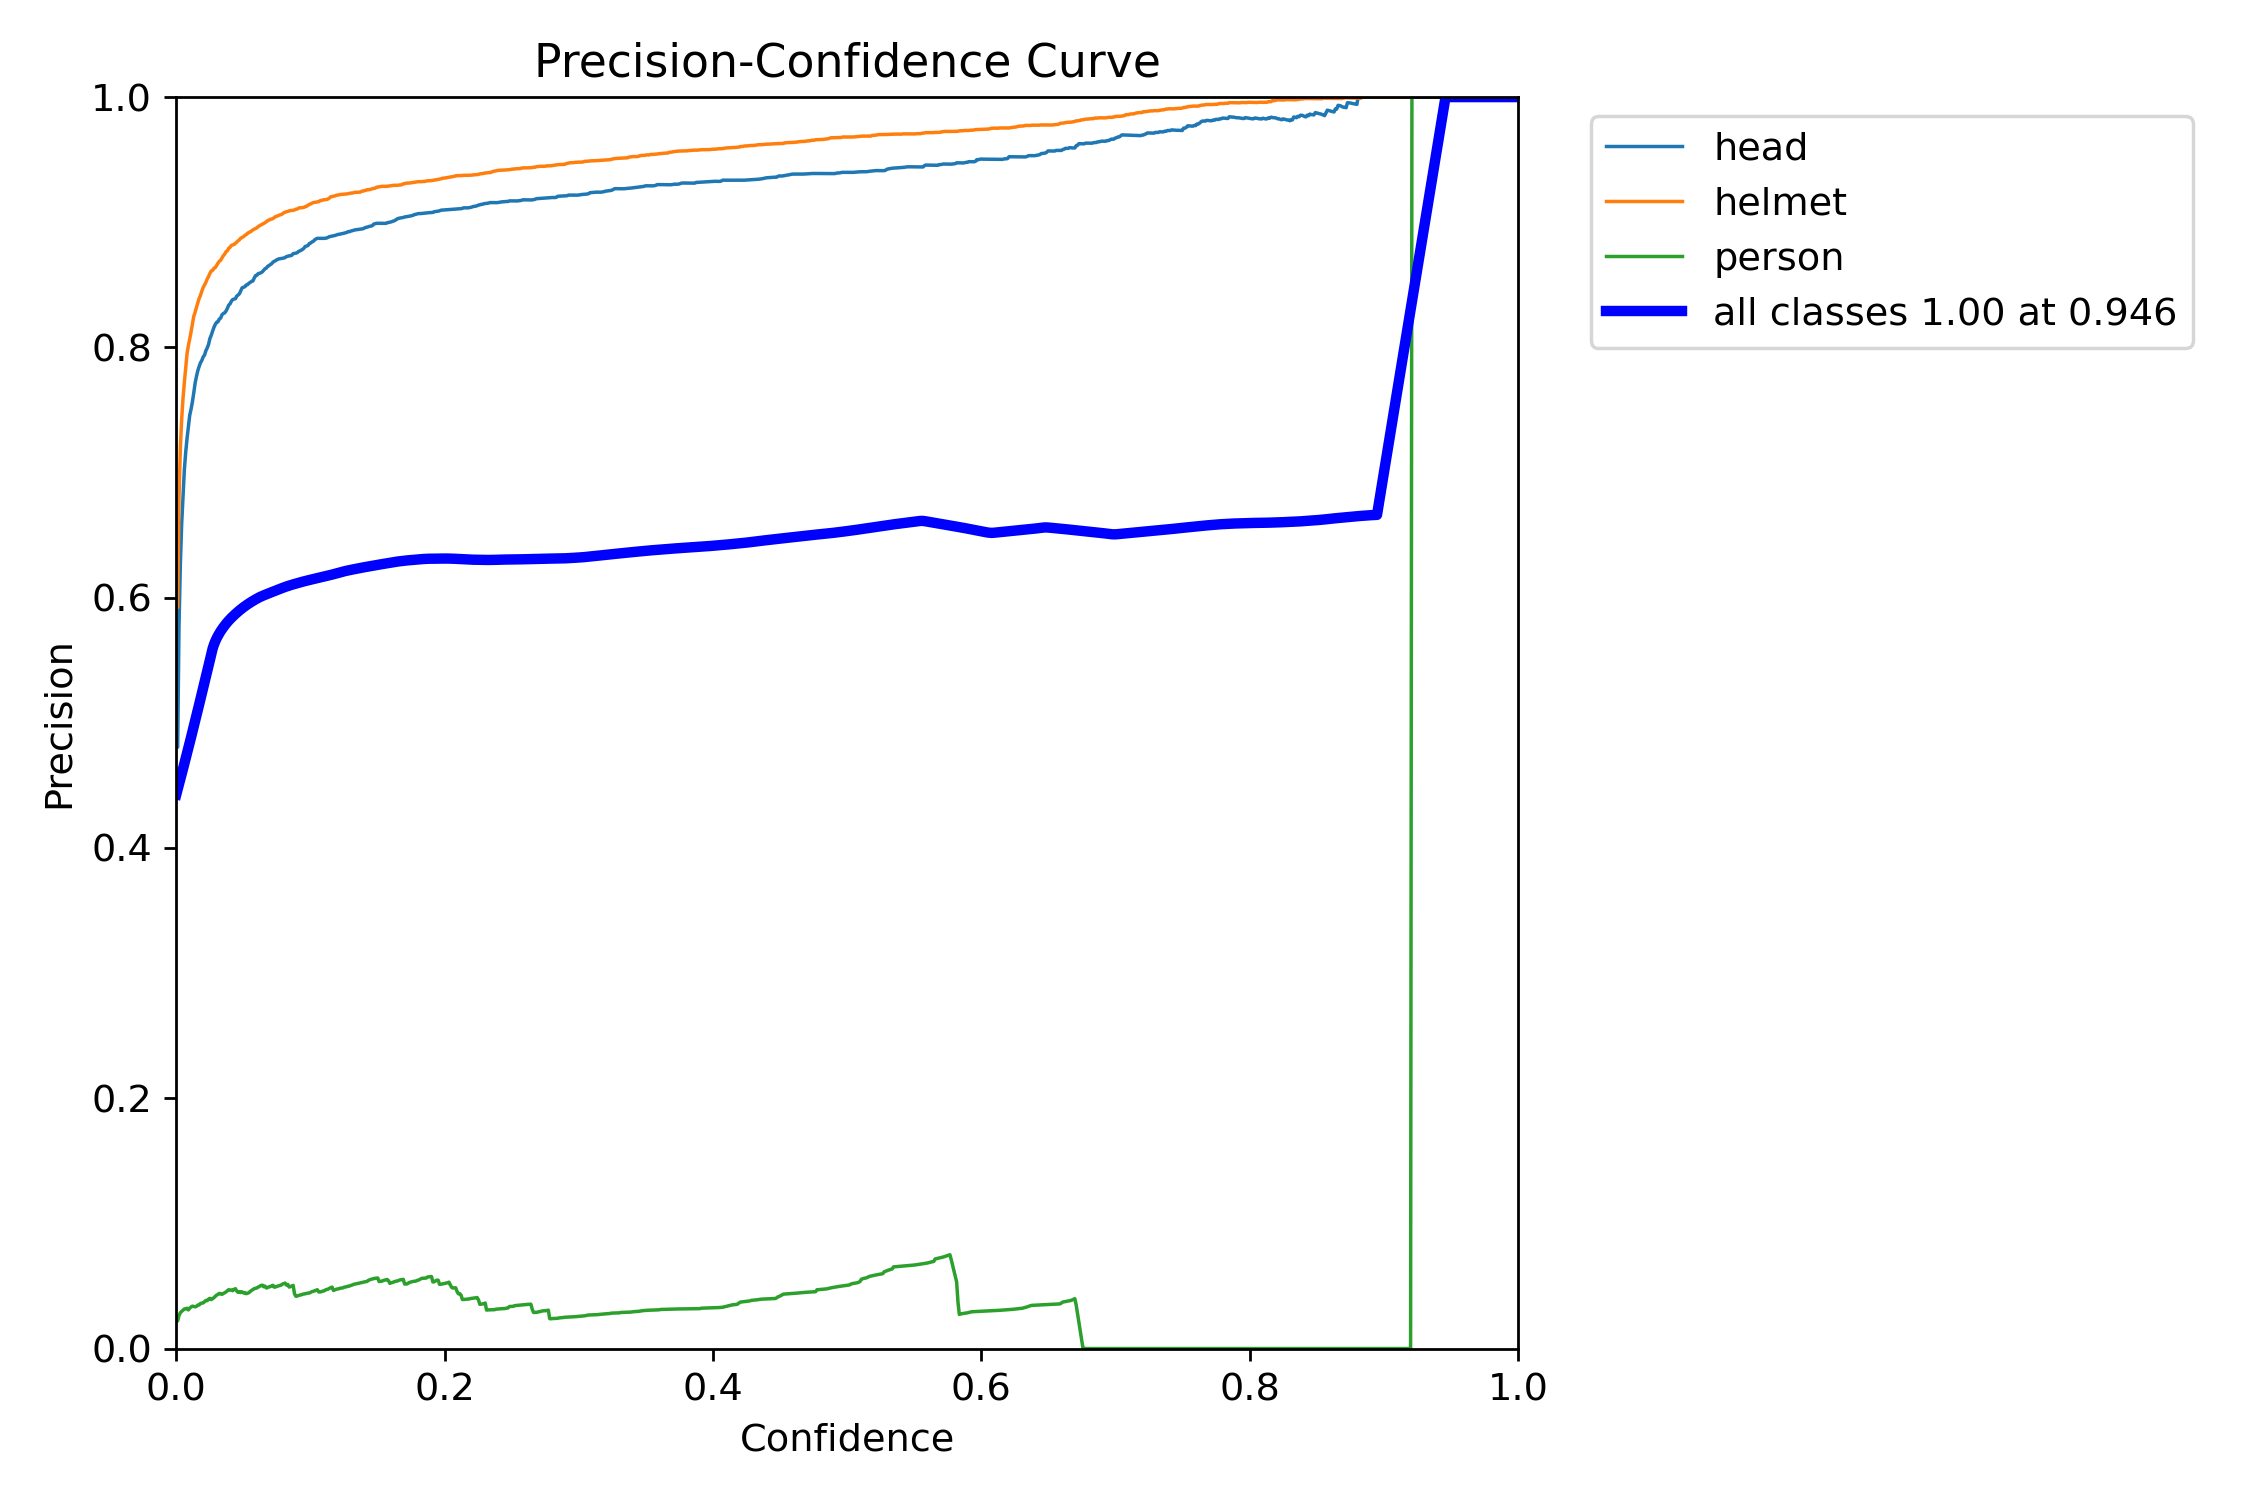 Precision-Confidence Curve
1.0
0.8
0.6
0.4
0.2
0.0
Precision
0.0 0.2 0.4 0.6 0.8 1.0
Confidence
head
helmet
person
all classes 1.00 at 0.946